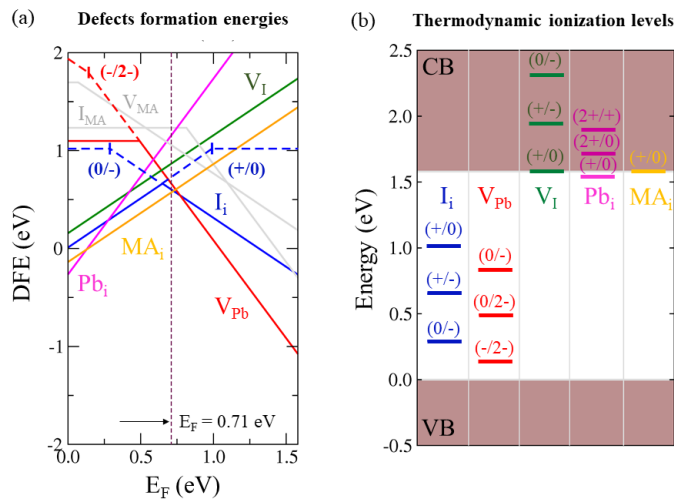 (a) Defects formation energies
2
1
0
-1
-2
DFE (eV)
0.0 0.5 1.0 1.5
E_F (eV)
(-/2-)
V_MA
I_MA
V_I
(0/-)
(+/0)
I_i
MA_i
Pb_i
V_Pb
E_F = 0.71 eV
(b) Thermodynamic ionization levels
2.5
2.0
1.5
1.0
0.5
0.0
-0.5
Energy (eV)
CB
VB
(0/-)
(+/-)
(2+/+)
(2+/0)
(+/0) (+/0) (+/0)
I_i V_Pb V_I Pb_i MA_i
(+/0)
(0/-)
(+/-)
(0/2-)
(0/-)
(-/2-)